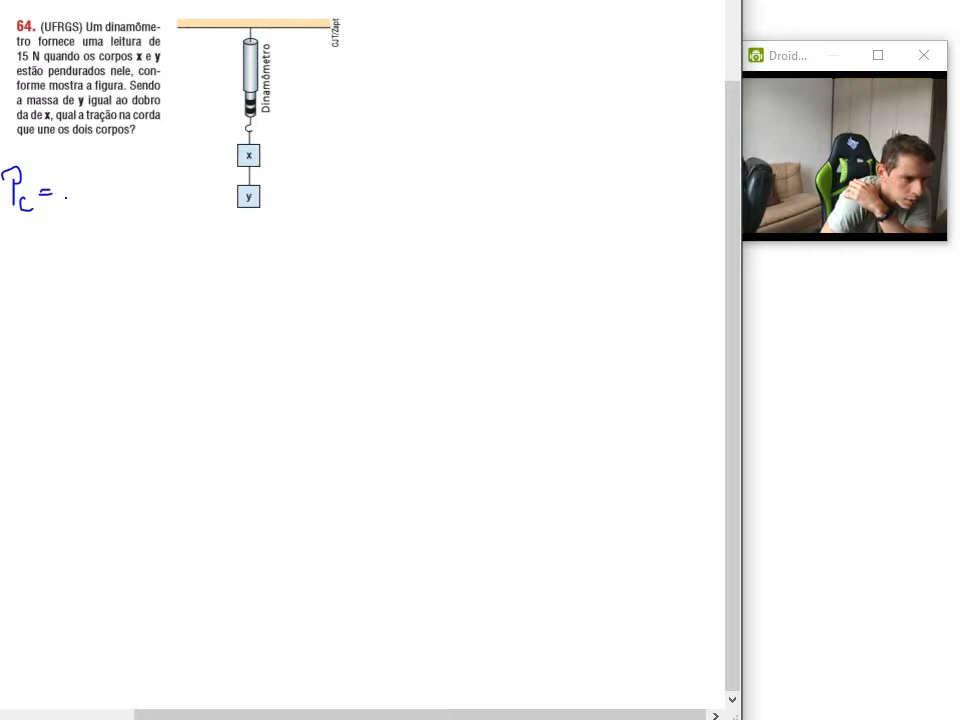 64. (UFRGS) Um dinamôme-
tro fornece uma leitura de
15 N quando os corpos x e y
estão pendurados nele, con-
forme mostra a figura. Sendo
a massa de y igual ao dobro
da de x, qual a tração na corda
que une os dois corpos?
CJT/Zapt
Dinamômetro
x
y
P_c = .
Droid...